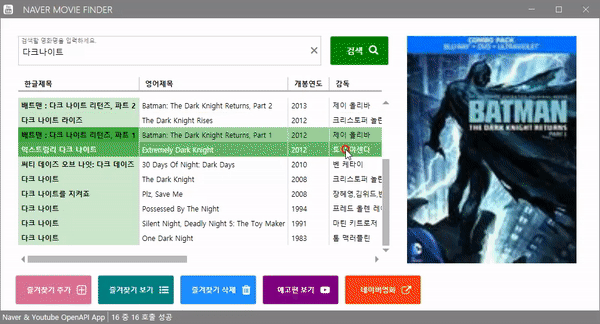 NAVER MOVIE FINDER
검색할 영화명을 입력하세요.
다크나이트
검색
한글제목 영어제목 개봉연도 감독
배트맨 : 다크 나이트 리턴즈, 파트 2 Batman: The Dark Knight Returns, Part 2 2013 제이 올리바
다크 나이트 라이즈 The Dark Knight Rises 2012 크리스토퍼 놀란
배트맨 : 다크 나이트 리턴즈, 파트 1 Batman: The Dark Knight Returns, Part 1 2012 제이 올리바
익스트림리 다크 나이트 Extremely Dark Knight 2012
써티 데이즈 오브 나잇: 다크 데이즈 30 Days Of Night: Dark Days 2010 벤 케타이
다크 나이트 The Dark Knight 2008 크리스토퍼 놀란
다크 나이트를 지켜죠 Plz, Save Me 2008 장혜영,김위드,반
다크 나이트 Possessed By The Night 1994 프레드 올렌 레이
다크 나이트 Silent Night, Deadly Night 5: The Toy Maker 1991 마틴 키트로저
다크 나이트 One Dark Night 1983 톰 맥러플린
COMBO PACK
BLU-RAY + DVD + ULTRAVIOLET
BATMAN
THE DARK KNIGHT RETURNS
PART 1
즐겨찾기 추가 즐겨찾기 보기 즐겨찾기 삭제 예고편 보기 네이버영화
Naver & Youtube OpenAPI App 16 중 16 호출 성공